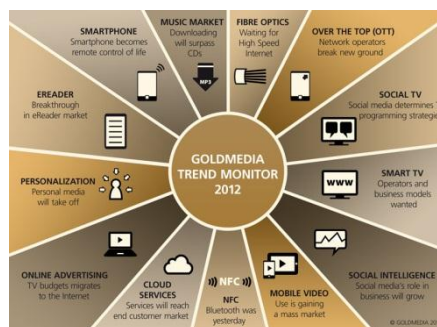 MUSIC MARKET
Downloading
will surpass
CDs
MP3
FIBRE OPTICS
Waiting for
High Speed
Internet
OVER THE TOP (OTT)
Network operators
break new ground
SOCIAL TV
Social media determines
programming strategie
SMART TV
Operators and
business models
wanted
WWW
SOCIAL INTELLIGENCE
Social media's role in
business will grow
MOBILE VIDEO
Use is gaining
a mass market
NFC
NFC
Bluetooth was
yesterday
CLOUD
SERVICES
Services will reach
end customer market
ONLINE ADVERTISING
TV budgets migrates
to the Internet
PERSONALIZATION
Personal media
will take off
EREADER
Breakthrough
in eReader market
SMARTPHONE
Smartphone becomes
remote control of life
GOLDMEDIA
TREND MONITOR
2012
© GOLDMEDIA 20